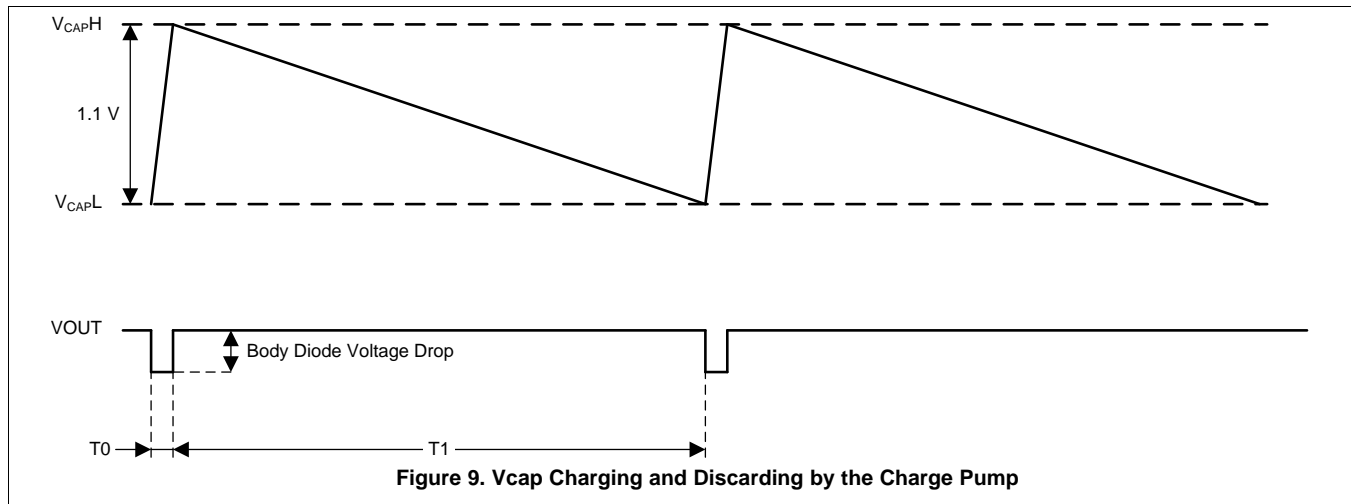 VCAPH
1.1 V
VCAPL
VOUT
Body Diode Voltage Drop
T0
T1
Figure 9. Vcap Charging and Discarding by the Charge Pump